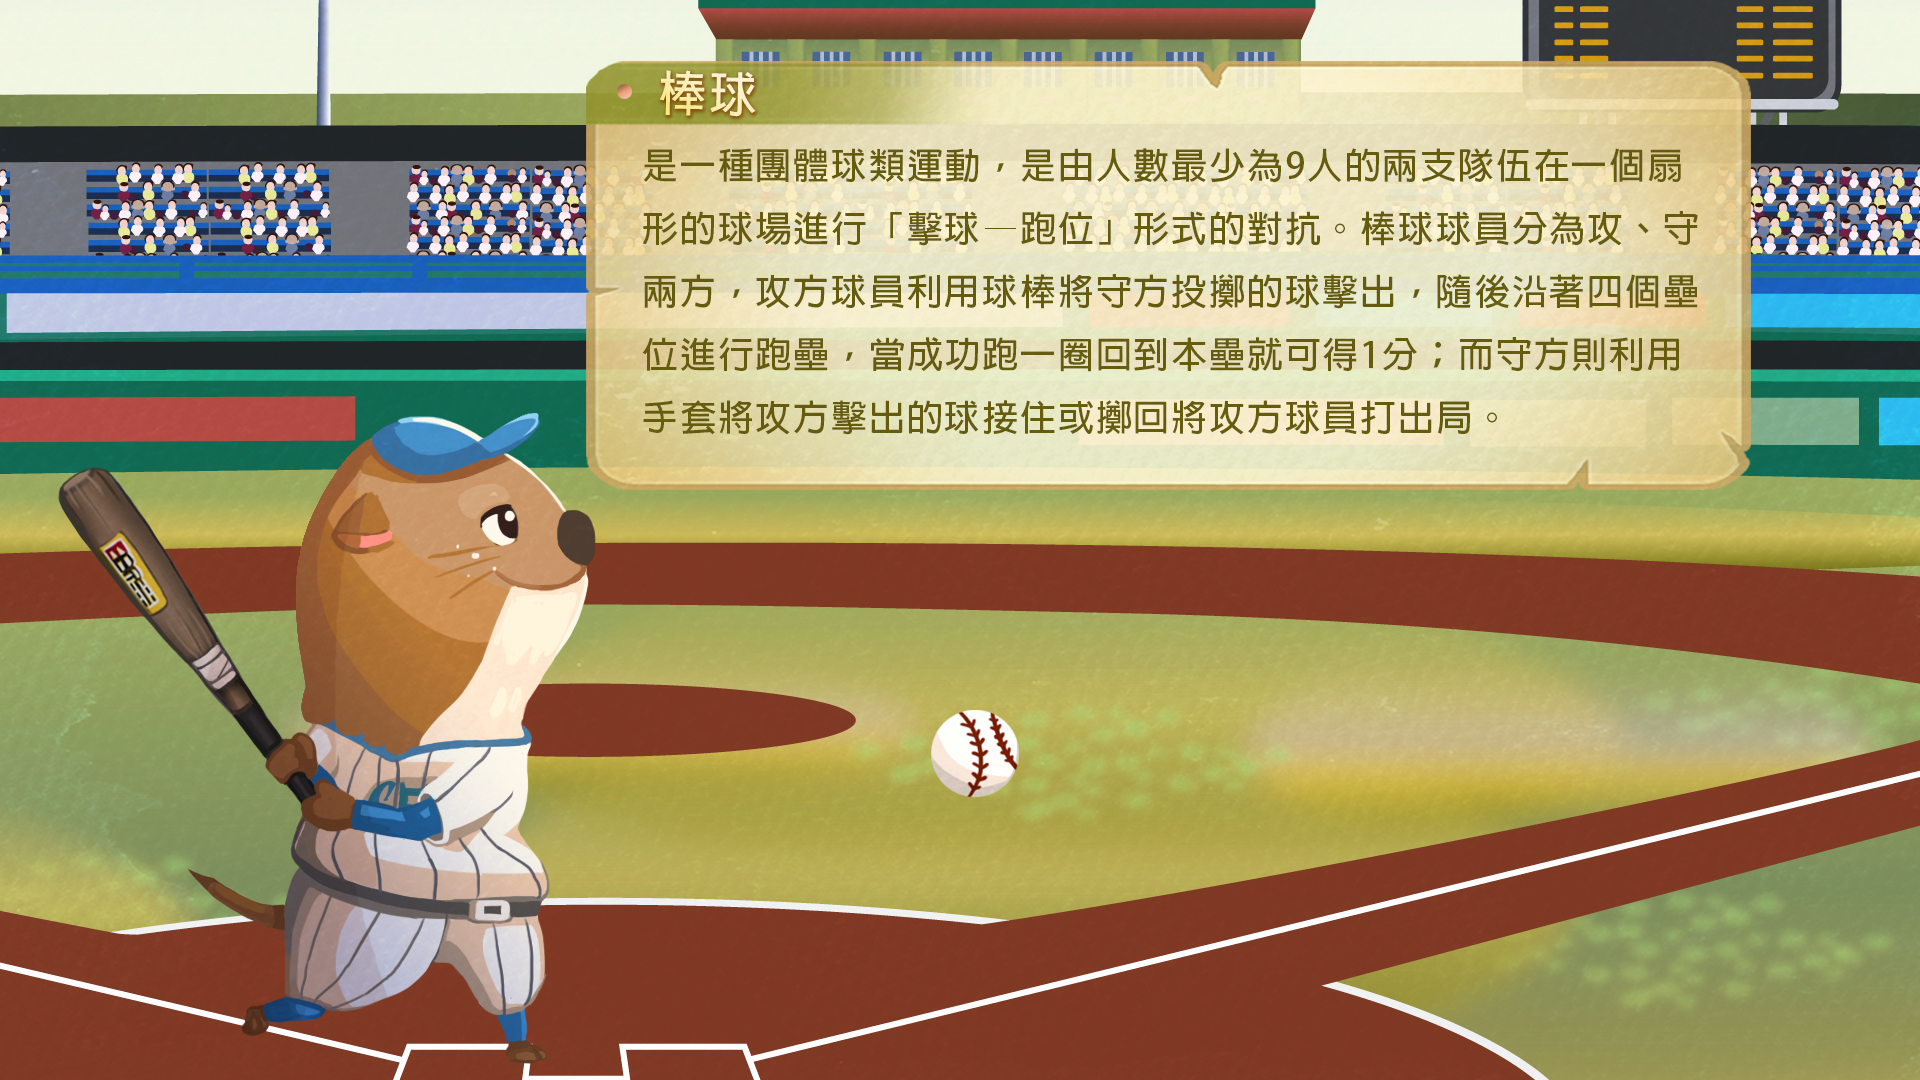 棒球
是一種團體球類運動，是由人數最少為9人的兩支隊伍在一個扇
形的球場進行「擊球—跑位」形式的對抗。棒球球員分為攻、守
兩方，攻方球員利用球棒將守方投擲的球擊出，隨後沿著四個壘
位進行跑壘，當成功跑一圈回到本壘就可得1分；而守方則利用
手套將攻方擊出的球接住或擲回將攻方球員打出局。